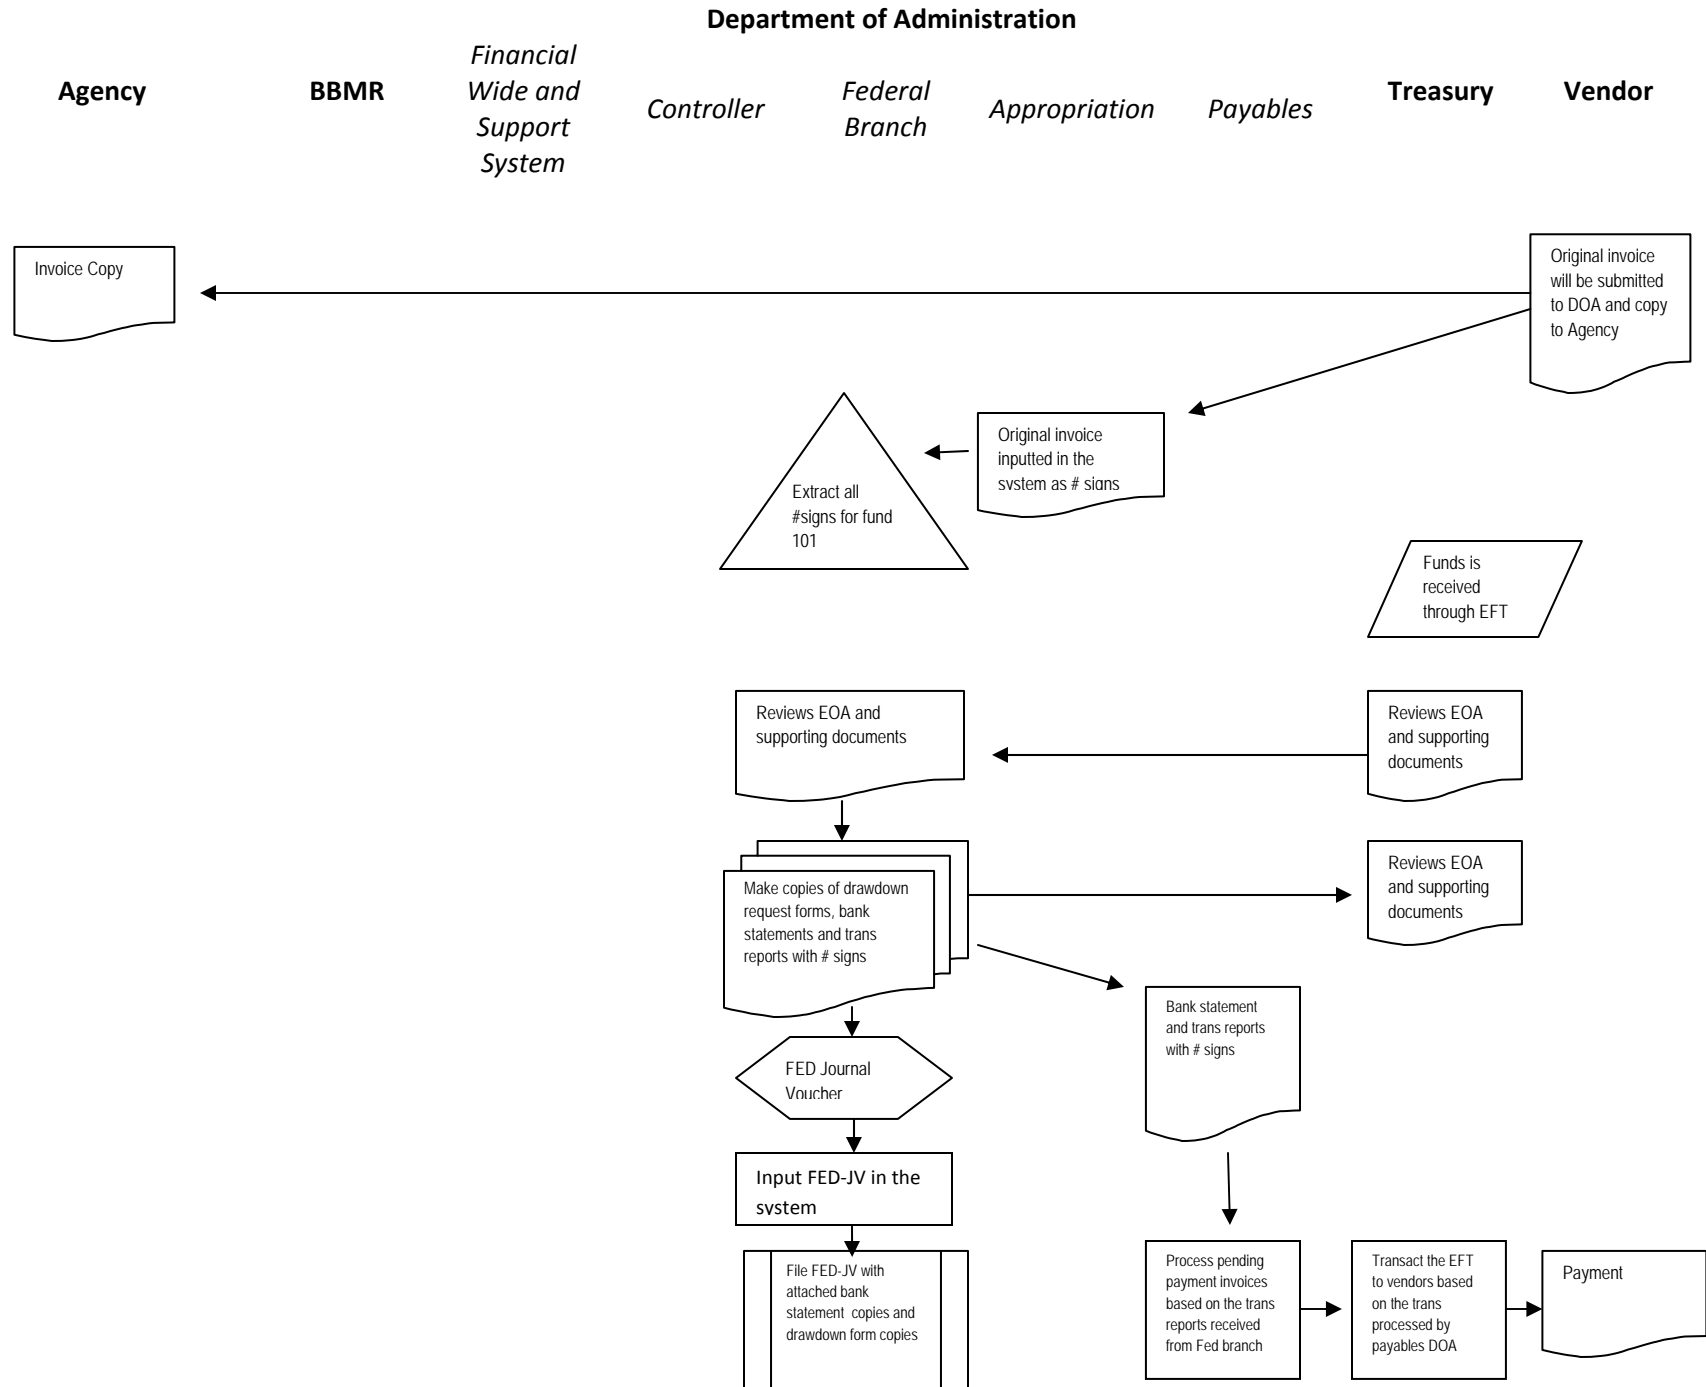 Department of Administration
Agency
BBMR
Financial
Wide and
Support
System
Controller
Federal
Branch
Appropriation
Payables
Treasury
Vendor
Invoice Copy
Original invoice
will be submitted
to DOA and copy
to Agency
Original invoice
inputted in the
system as # signs
Extract all
#signs for fund
101
Funds is
received
through EFT
Reviews EOA and
supporting documents
Reviews EOA
and supporting
documents
Make copies of drawdown
request forms, bank
statements and trans
reports with # signs
Reviews EOA
and supporting
documents
Bank statement
and trans reports
with # signs
FED Journal
Voucher
Input FED-JV in the
system
File FED-JV with
attached bank
statement copies and
drawdown form copies
Process pending
payment invoices
based on the trans
reports received
from Fed branch
Transact the EFT
to vendors based
on the trans
processed by
payables DOA
Payment